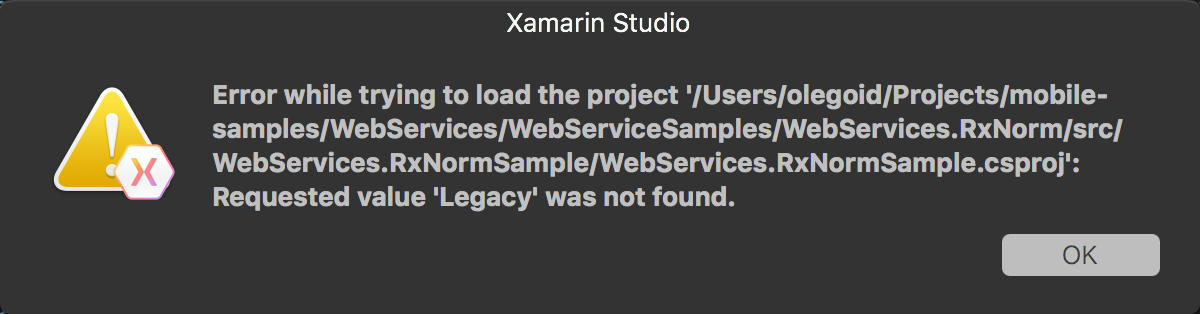 Xamarin Studio
Error while trying to load the project '/Users/olegoid/Projects/mobile-
samples/WebServices/WebServiceSamples/WebServices.RxNorm/src/
WebServices.RxNormSample/WebServices.RxNormSample.csproj':
Requested value 'Legacy' was not found.
OK